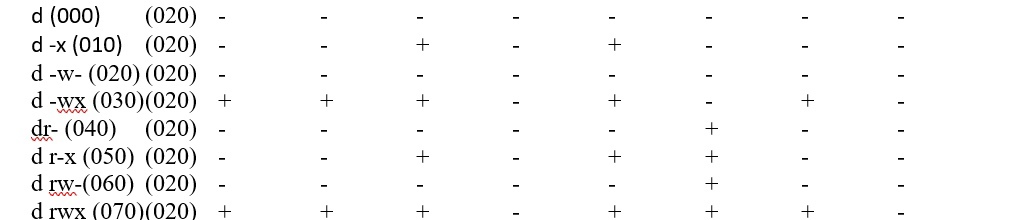 d (000) (020) - - - - - - - -
d -x (010) (020) - - + - + - - -
d -w- (020) (020) - - - - - - - -
d -wx (030)(020) + + + - + - + -
dr- (040) (020) - - - - - + - -
d r-x (050) (020) - - + - + + - -
d rw-(060) (020) - - - - - + - -
d rwx (070)(020) + + + - + + + -